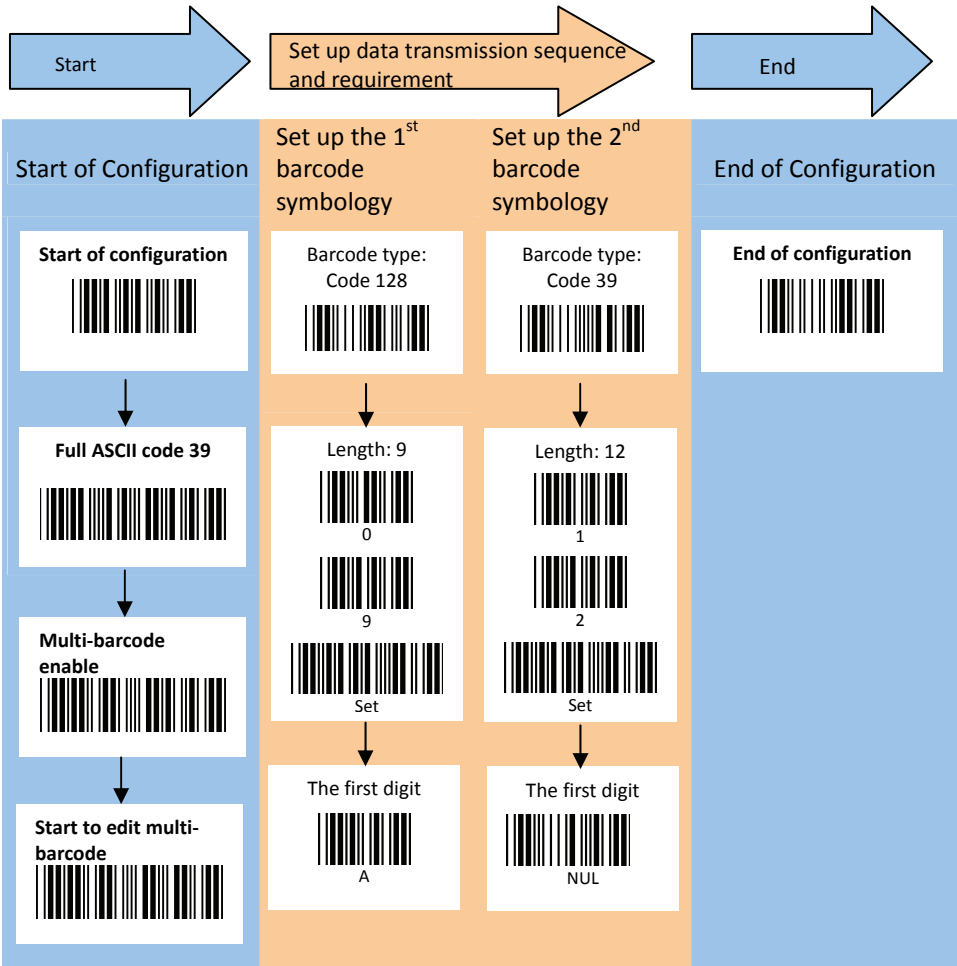 Start
Set up data transmission sequence
and requirement
End
Start of Configuration
Set up the 1st
barcode
symbology
Set up the 2nd
barcode
symbology
End of Configuration
Start of configuration
Full ASCII code 39
Multi-barcode
enable
Start to edit multi-
barcode
Barcode type:
Code 128
Length: 9
0
9
Set
The first digit
A
Barcode type:
Code 39
Length: 12
1
2
Set
The first digit
NUL
End of configuration